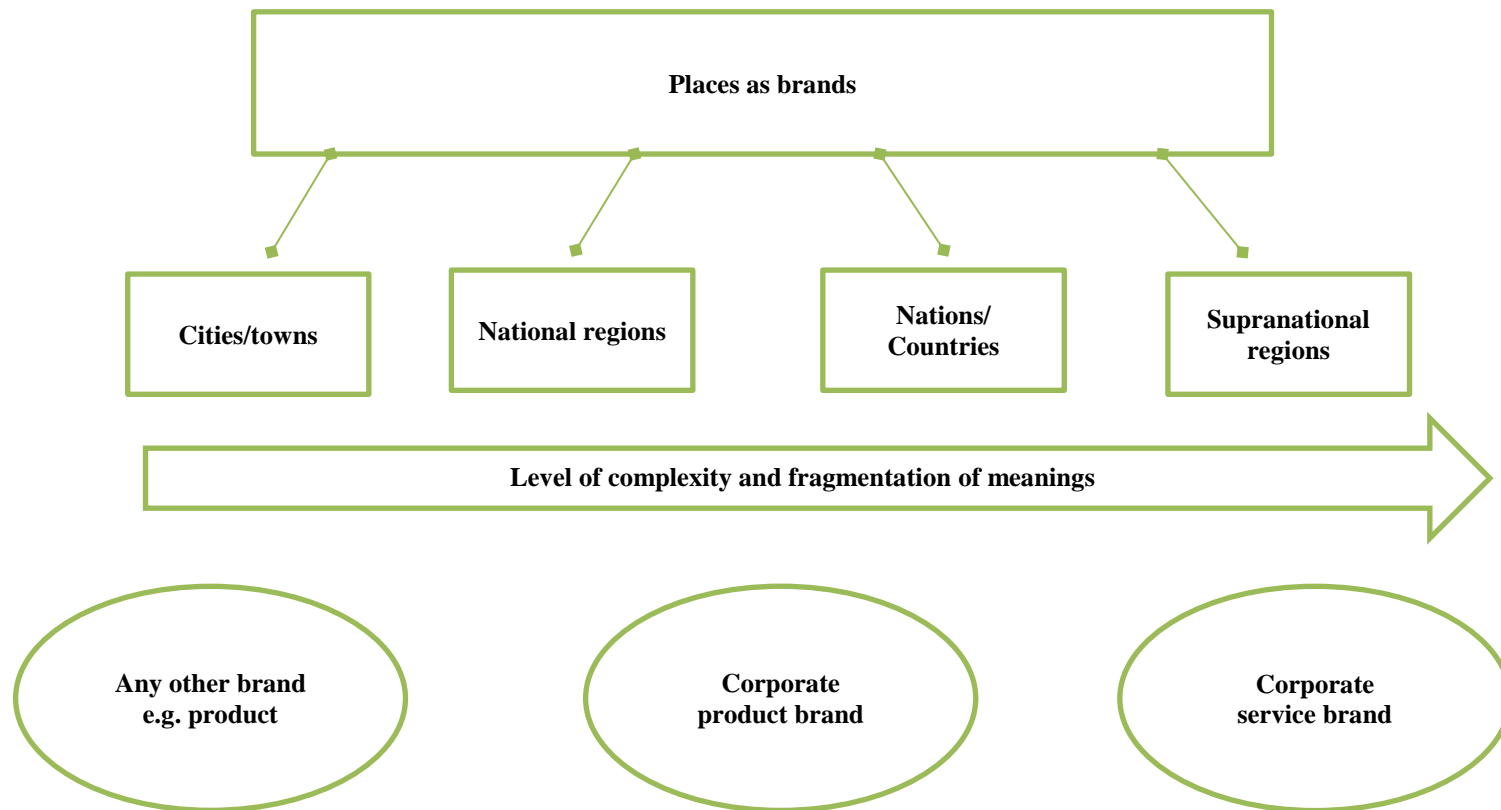 Places as brands
Cities/towns
National regions
Nations/
Countries
Supranational
regions
Level of complexity and fragmentation of meanings
Any other brand
e.g. product
Corporate
product brand
Corporate
service brand